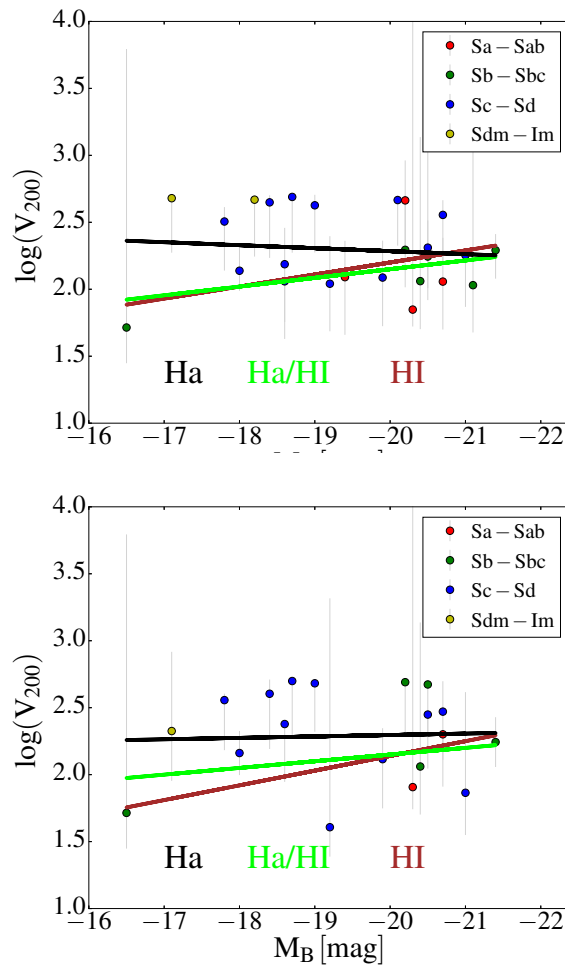 4.0
Sa – Sab
Sb – Sbc
Sc – Sd
Sdm – Im
3.5
3.0
log(V200)
2.5
2.0
1.5
Ha Ha/HI HI
1.0
−16 −17 −18 −19 −20 −21 −22
4.0
Sa – Sab
Sb – Sbc
Sc – Sd
Sdm – Im
3.5
3.0
log(V200)
2.5
2.0
1.5
Ha Ha/HI HI
1.0
−16 −17 −18 −19 −20 −21 −22
MB [mag]